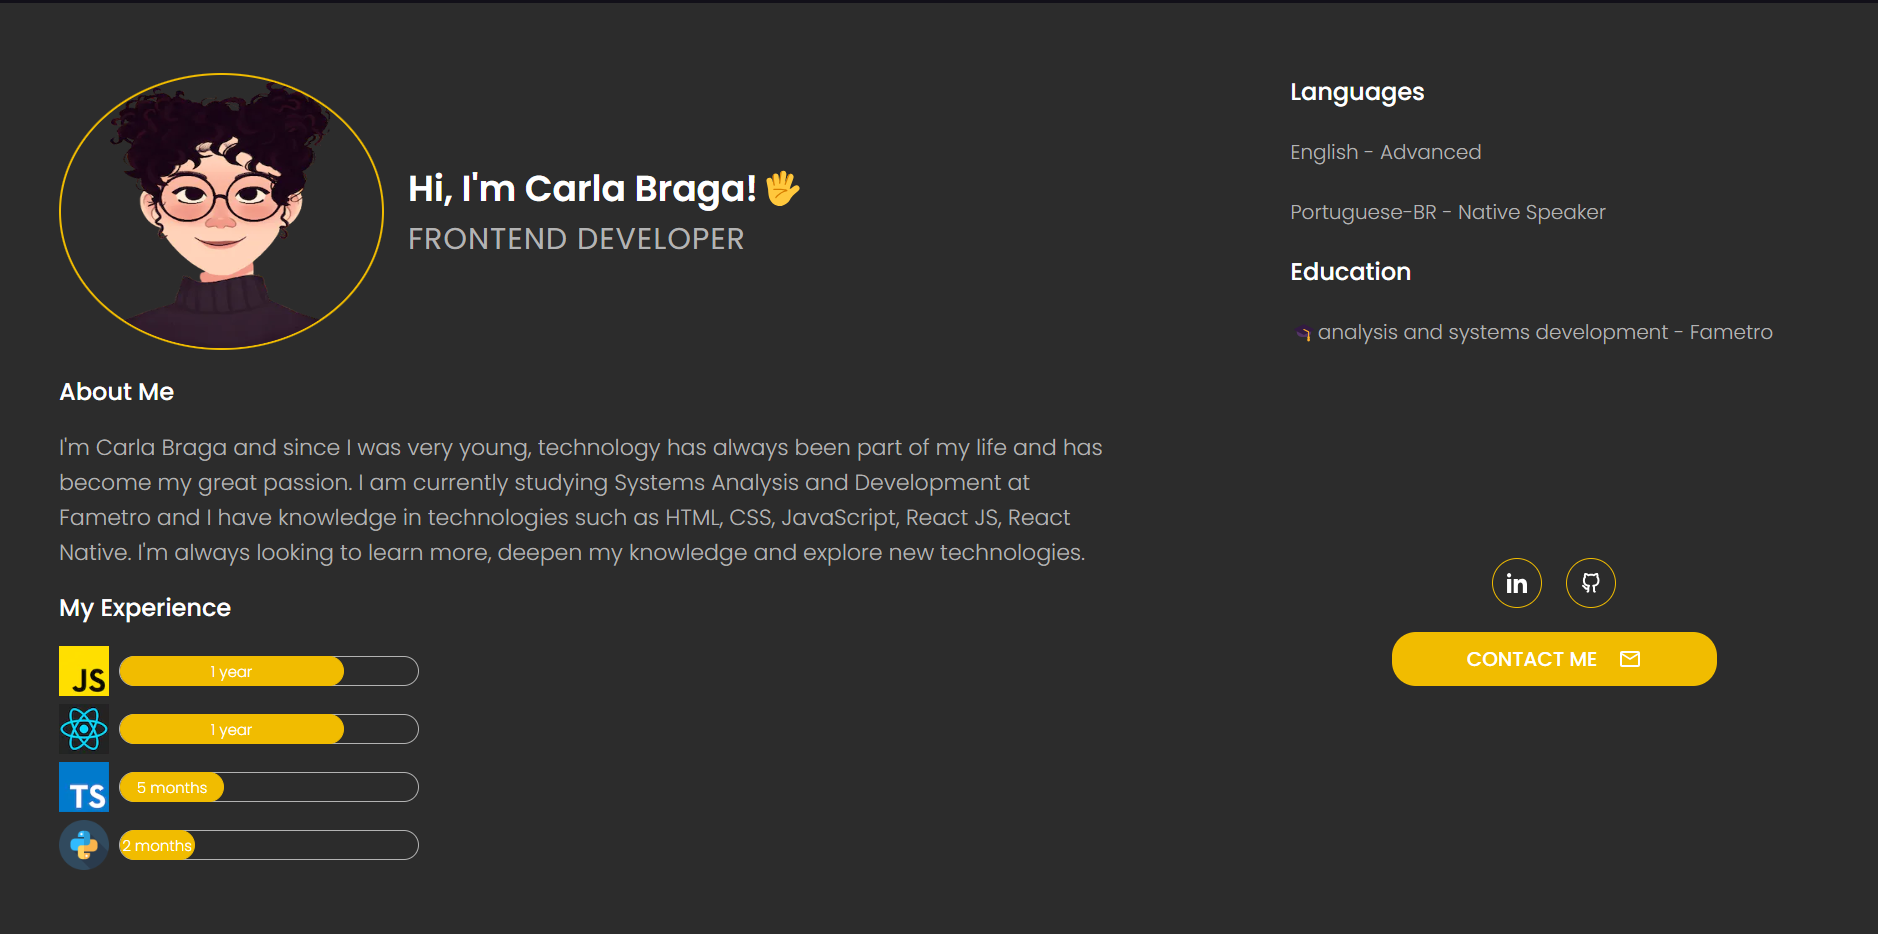 Hi, I'm Carla Braga!
FRONTEND DEVELOPER
About Me
I'm Carla Braga and since I was very young, technology has always been part of my life and has
become my great passion. I am currently studying Systems Analysis and Development at
Fametro and I have knowledge in technologies such as HTML, CSS, JavaScript, React JS, React
Native. I'm always looking to learn more, deepen my knowledge and explore new technologies.
My Experience
JS
1 year
1 year
TS
5 months
2 months
Languages
English - Advanced
Portuguese-BR - Native Speaker
Education
analysis and systems development - Fametro
in
CONTACT ME